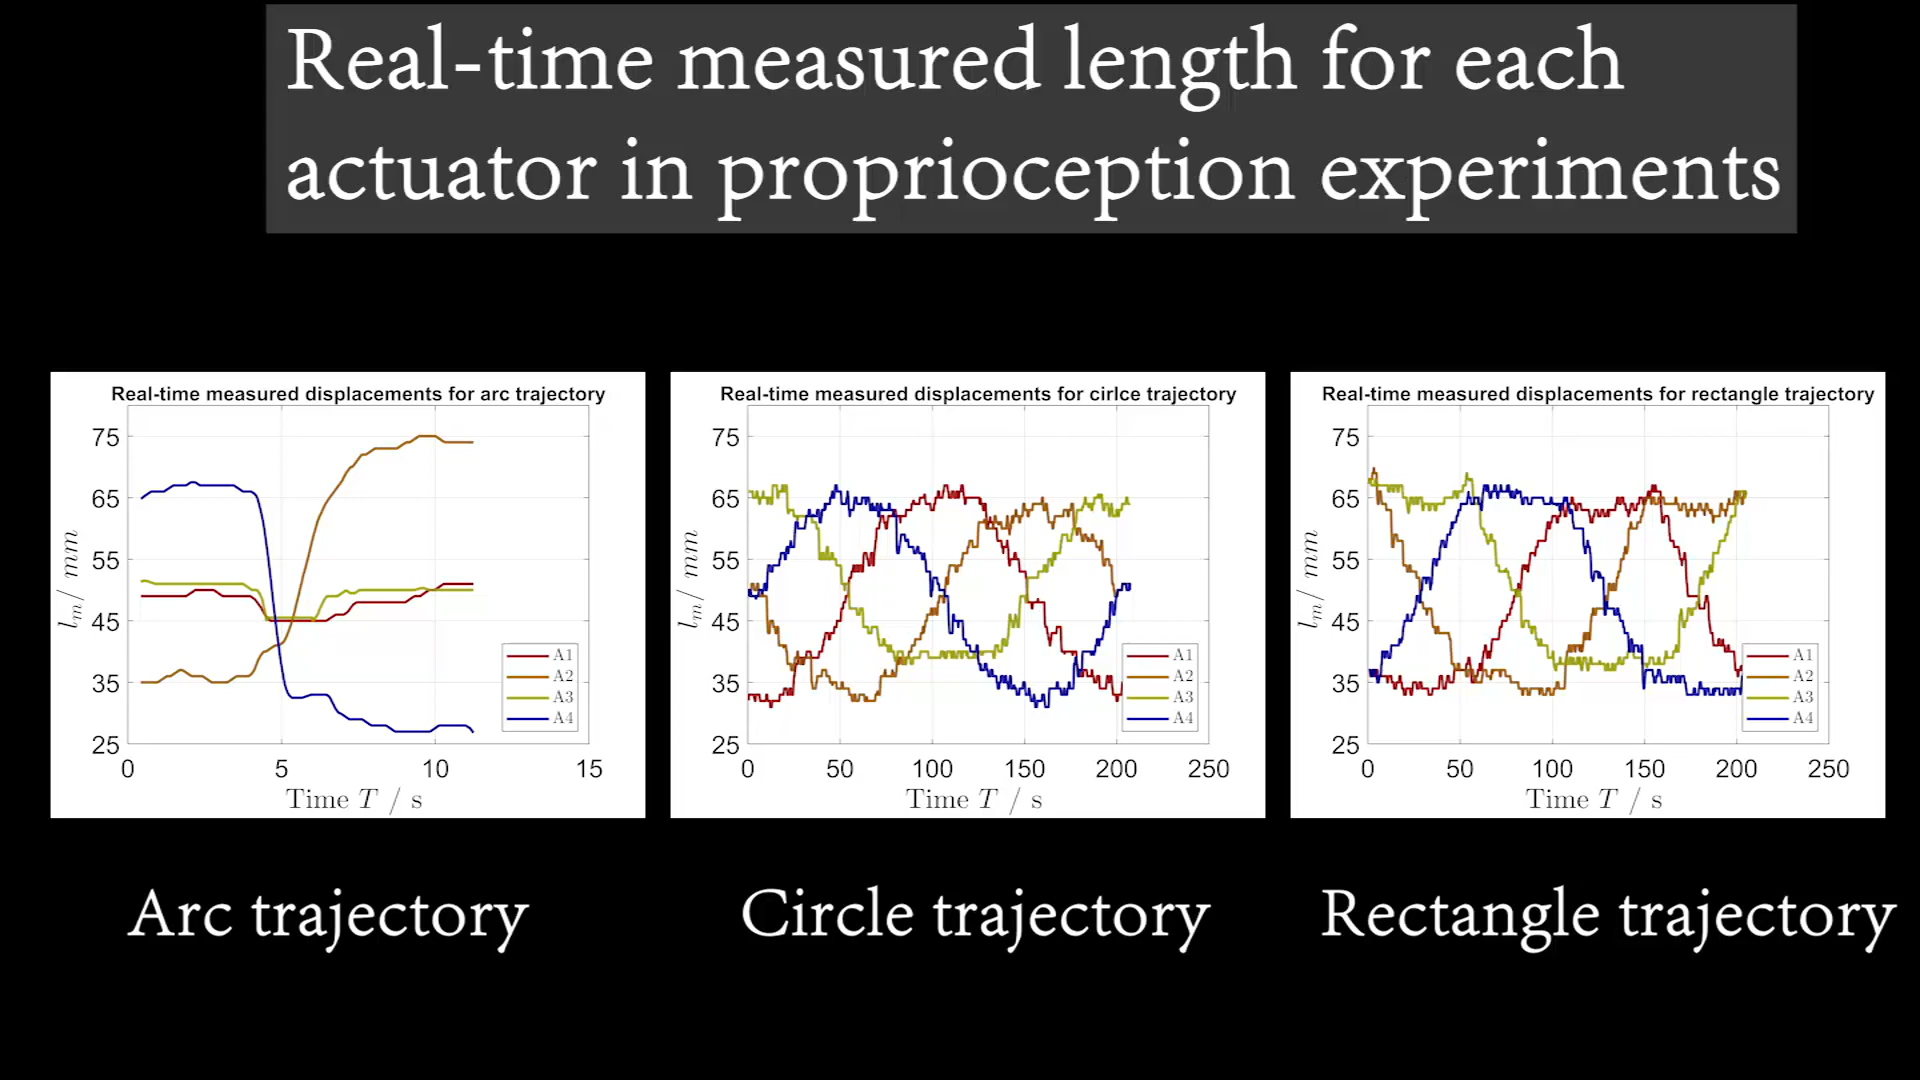 Real-time measured length for each
actuator in proprioception experiments
Real-time measured displacements for arc trajectory
75
65
55
45
35
25
l_m / mm
0 5 10 15
Time T / s
A1
A2
A3
A4
Real-time measured displacements for cirlce trajectory
75
65
55
45
35
25
l_m / mm
0 50 100 150 200 250
Time T / s
A1
A2
A3
A4
Real-time measured displacements for rectangle trajectory
75
65
55
45
35
25
l_m / mm
0 50 100 150 200 250
Time T / s
A1
A2
A3
A4
Arc trajectory
Circle trajectory
Rectangle trajectory